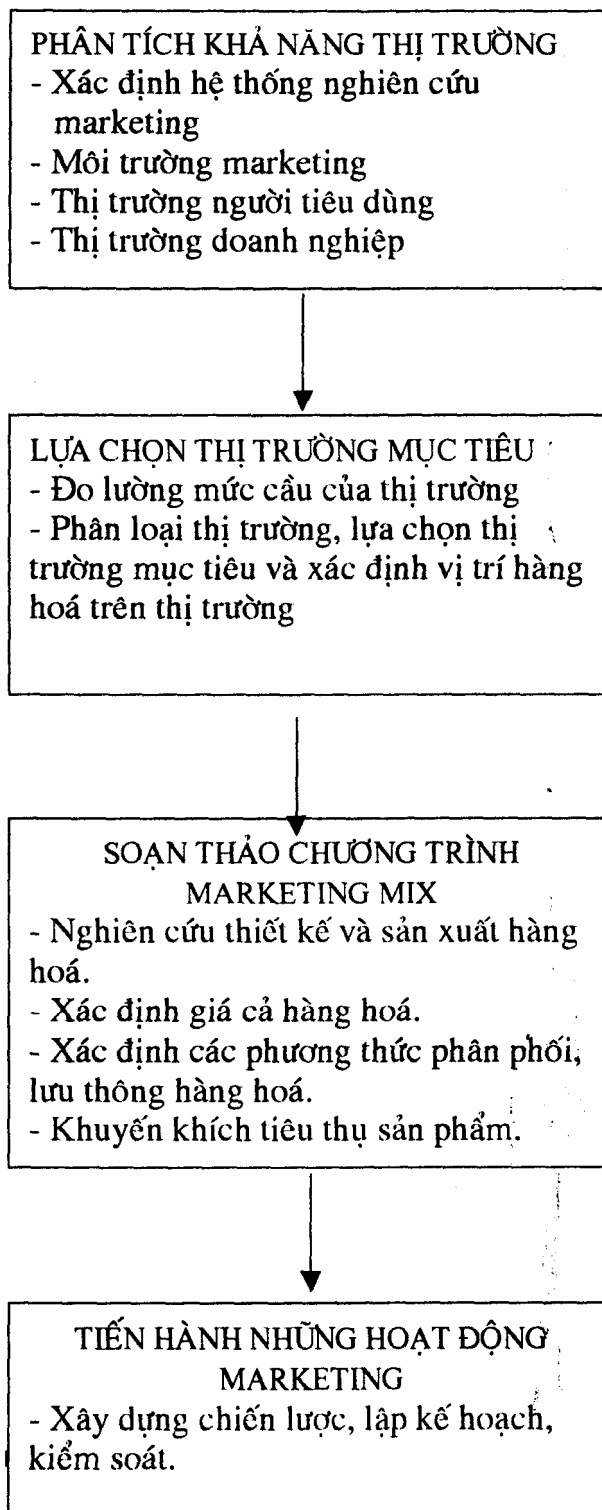 PHÂN TÍCH KHẢ NĂNG THỊ TRƯỜNG
- Xác định hệ thống nghiên cứu
marketing
- Môi trường marketing
- Thị trường người tiêu dùng
- Thị trường doanh nghiệp
LỰA CHỌN THỊ TRƯỜNG MỤC TIÊU
- Đo lường mức cầu của thị trường
- Phân loại thị trường, lựa chọn thị
trường mục tiêu và xác định vị trí hàng
hoá trên thị trường
SOẠN THẢO CHƯƠNG TRÌNH
MARKETING MIX
- Nghiên cứu thiết kế và sản xuất hàng
hoá.
- Xác định giá cả hàng hoá.
- Xác định các phương thức phân phối,
lưu thông hàng hoá.
- Khuyến khích tiêu thụ sản phẩm.
TIẾN HÀNH NHỮNG HOẠT ĐỘNG
MARKETING
- Xây dựng chiến lược, lập kế hoạch,
kiểm soát.